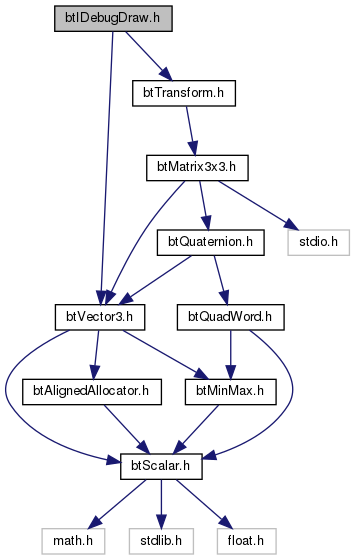 btIDebugDraw.h
btTransform.h
btMatrix3x3.h
btQuaternion.h
stdio.h
btVector3.h
btQuadWord.h
btAlignedAllocator.h
btMinMax.h
btScalar.h
math.h
stdlib.h
float.h